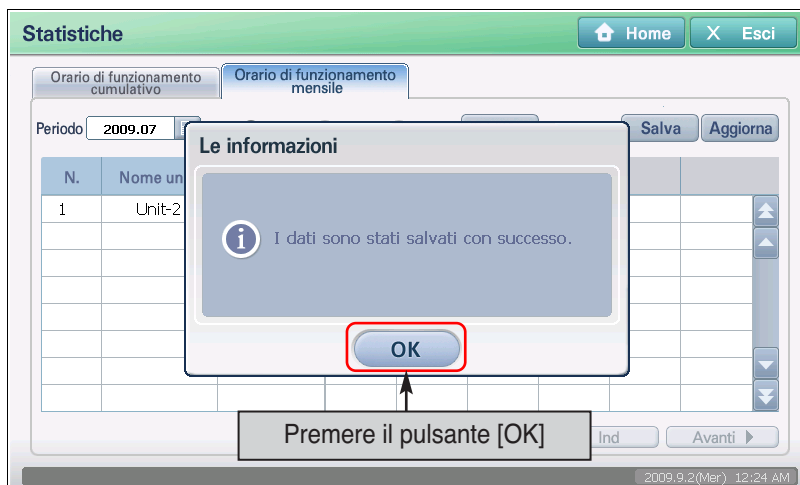 Statistiche
Home
X Esci
Orario di funzionamento
cumulativo
Orario di funzionamento
mensile
Periodo 2009.07
Salva
Aggiorna
Le informazioni
N.
Nome un
1
Unit-2
I dati sono stati salvati con successo.
OK
Premere il pulsante [OK]
Ind
Avanti
2009.9.2(Mer) 12:24 AM